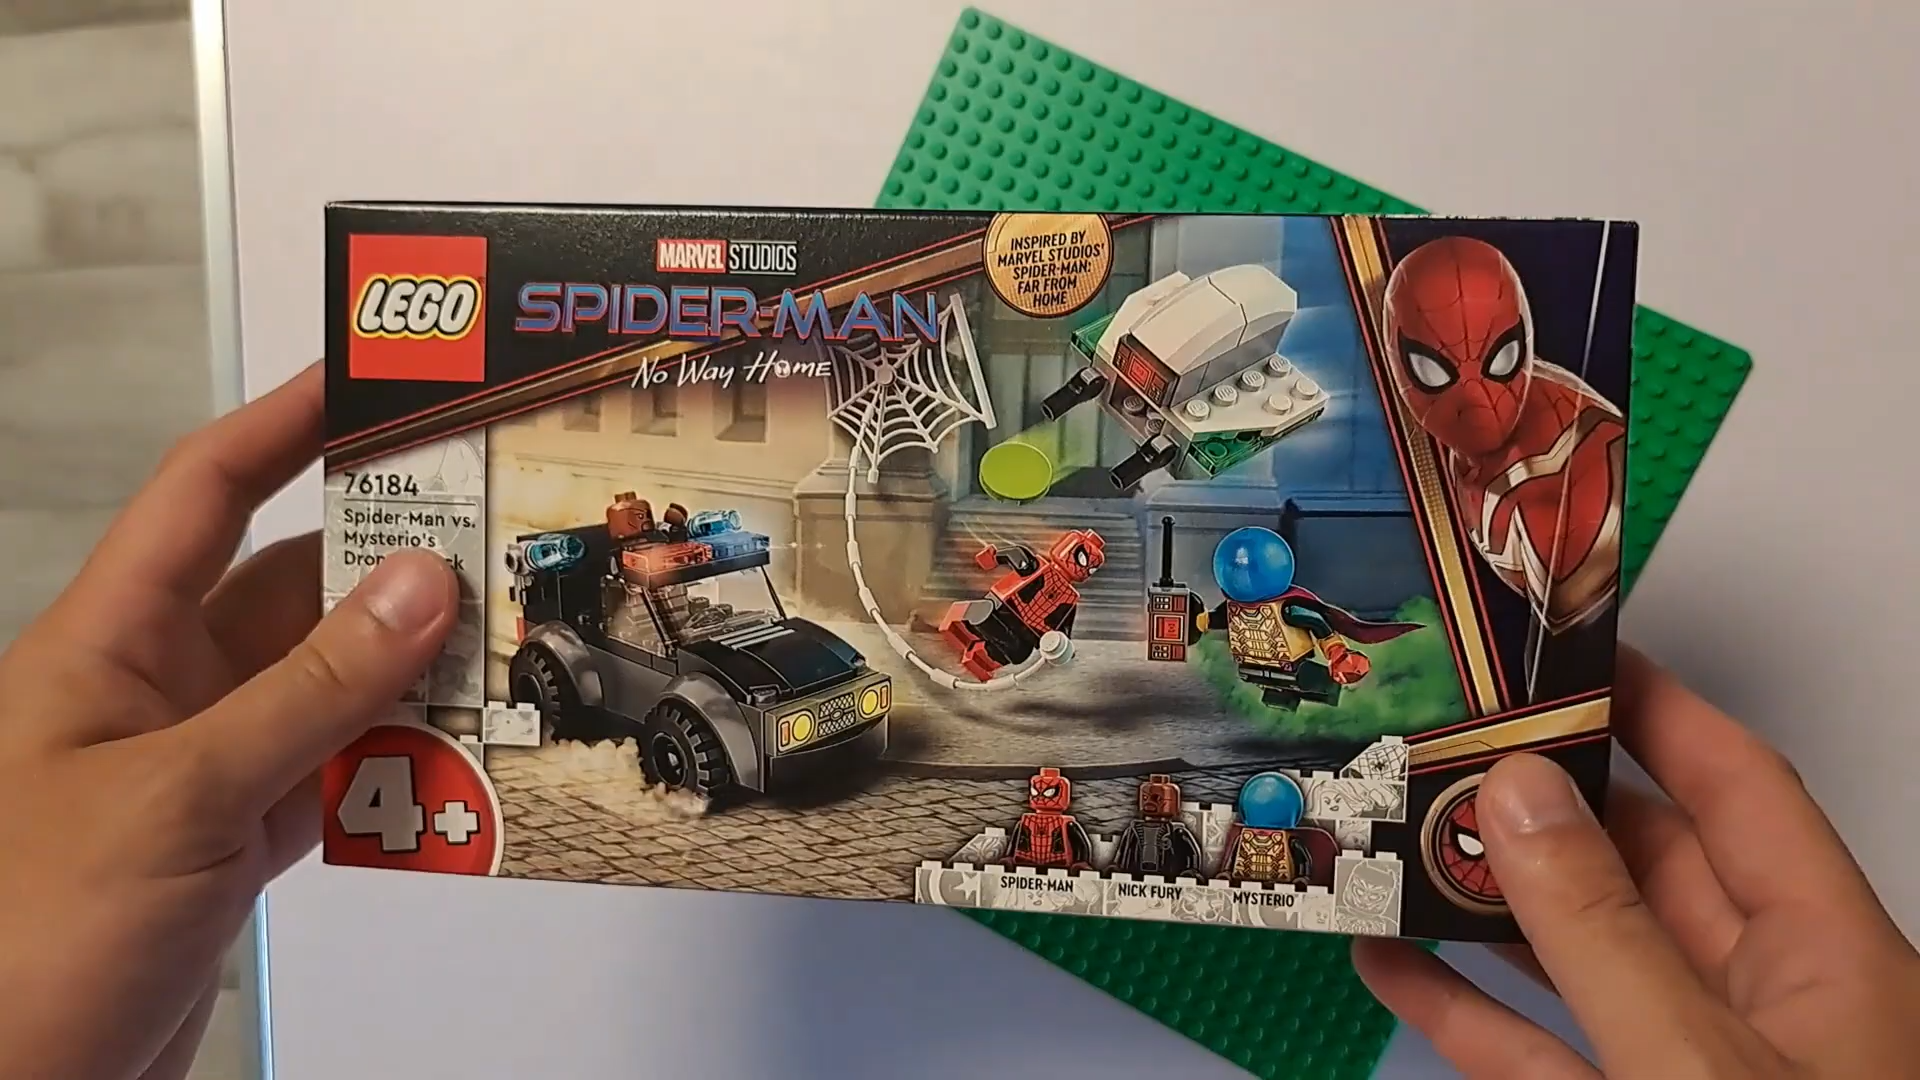 LEGO
MARVEL STUDIOS
SPIDER-MAN
No Way Home
INSPIRED BY
MARVEL STUDIOS'
SPIDER-MAN:
FAR FROM
HOME
76184
Spider-Man vs.
Mysterio's
4+
SPIDER-MAN
NICK FURY
MYSTERIO